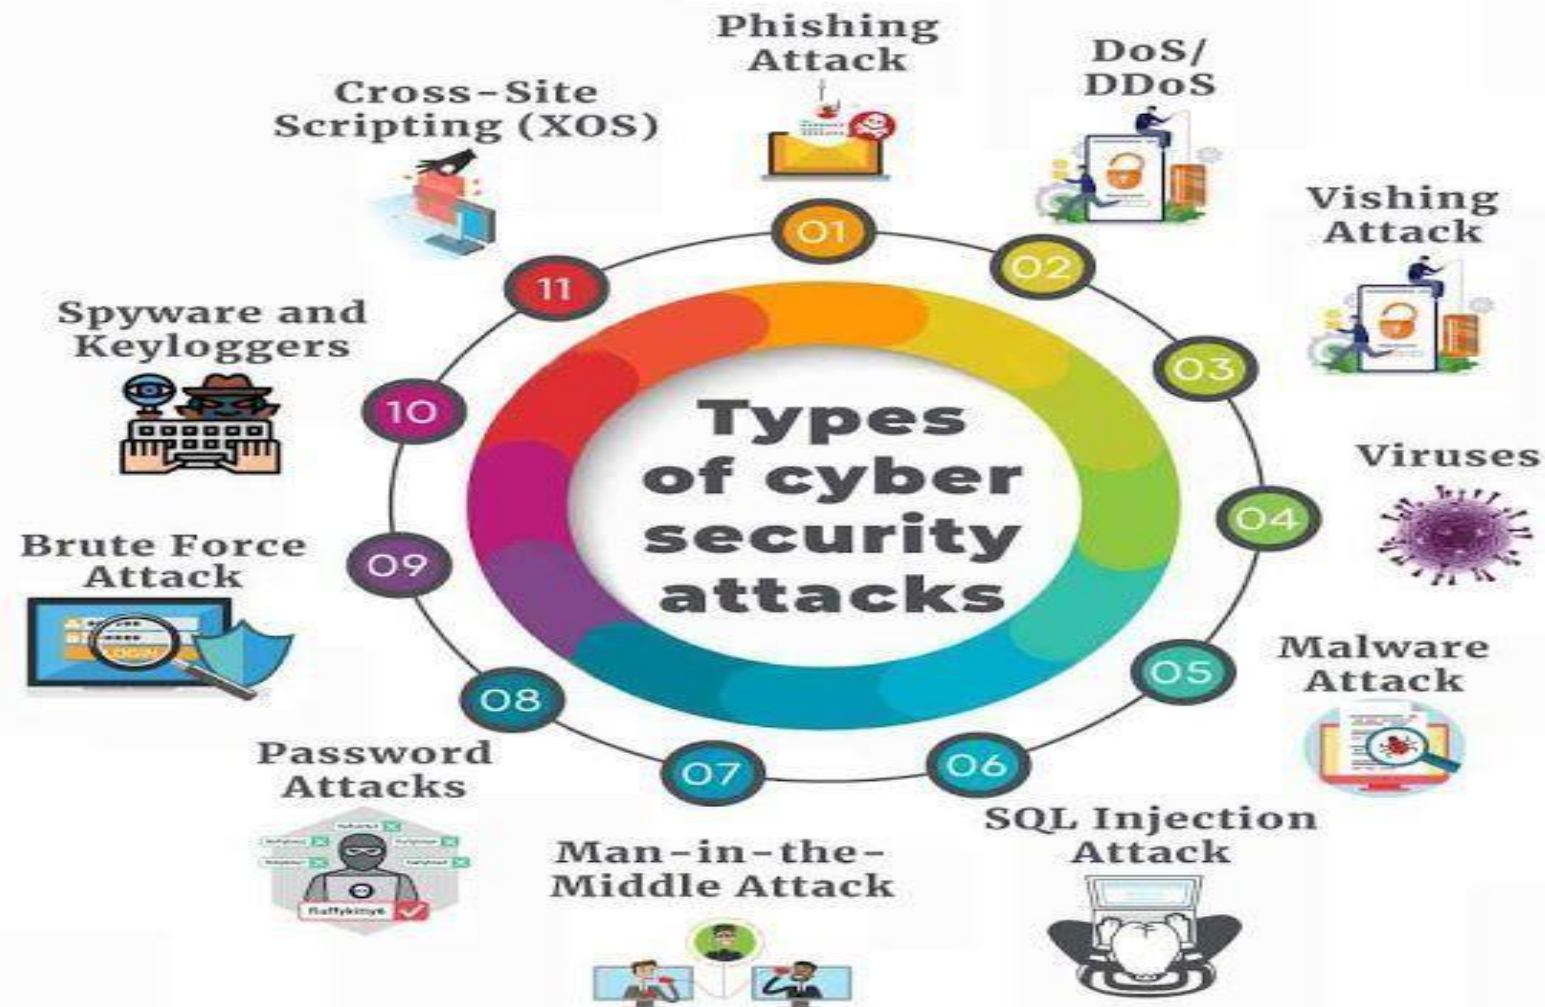 Types
of cyber
security
attacks
01
Phishing
Attack
02
DoS/
DDoS
03
Vishing
Attack
04
Viruses
05
Malware
Attack
06
SQL Injection
Attack
07
Man-in-the-
Middle Attack
08
Password
Attacks
fluffykitty6
09
Brute Force
Attack
LOGIN
10
Spyware and
Keyloggers
11
Cross-Site
Scripting (XOS)